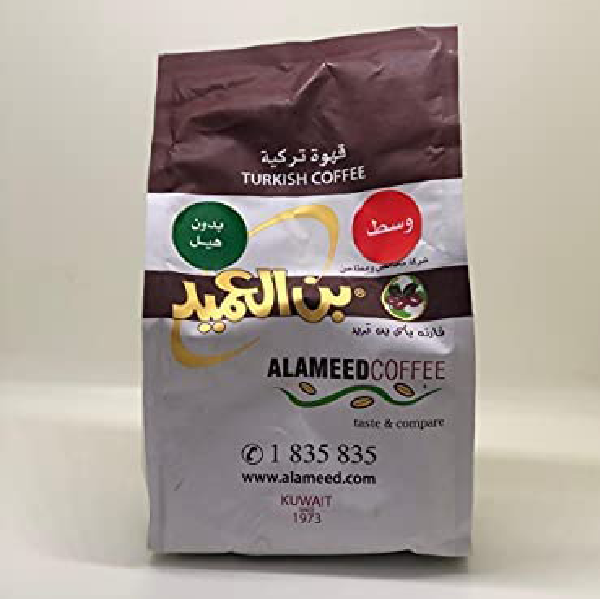 قهوة تركية
TURKISH COFFEE
بدون
هيل
وسط
بن العميد
®
ALAMEEDCOFFEE
taste & compare
✆ 1 835 835
www.alameed.com
KUWAIT
SINCE
1973